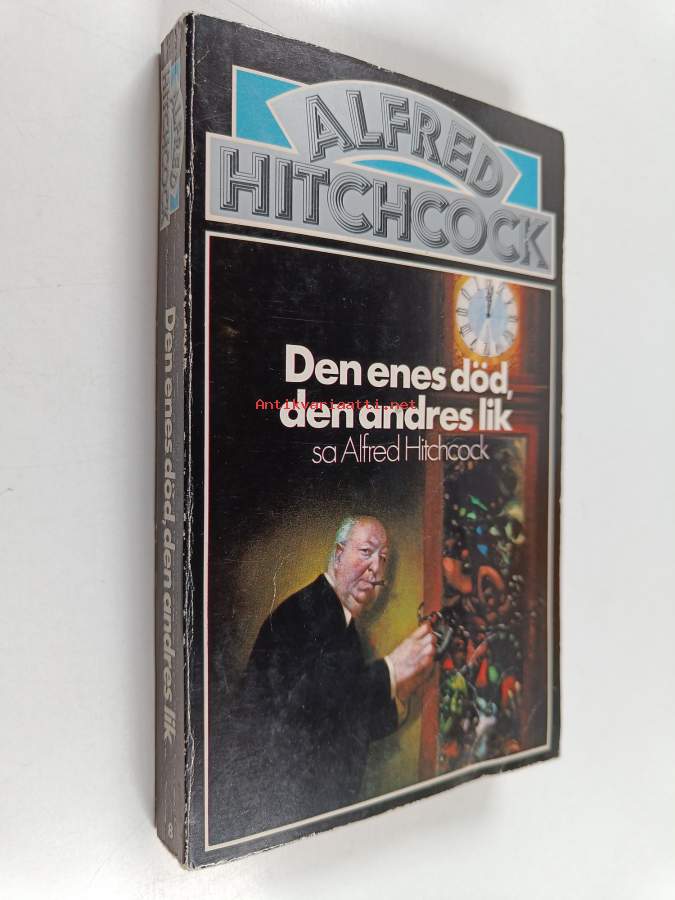 ALFRED
HITCHCOCK
Den enes död,
den andres lik
sa Alfred Hitchcock
Antikvariaatti.net
ALFRED
HITCHCOCK
Den enes död, den andres lik
8